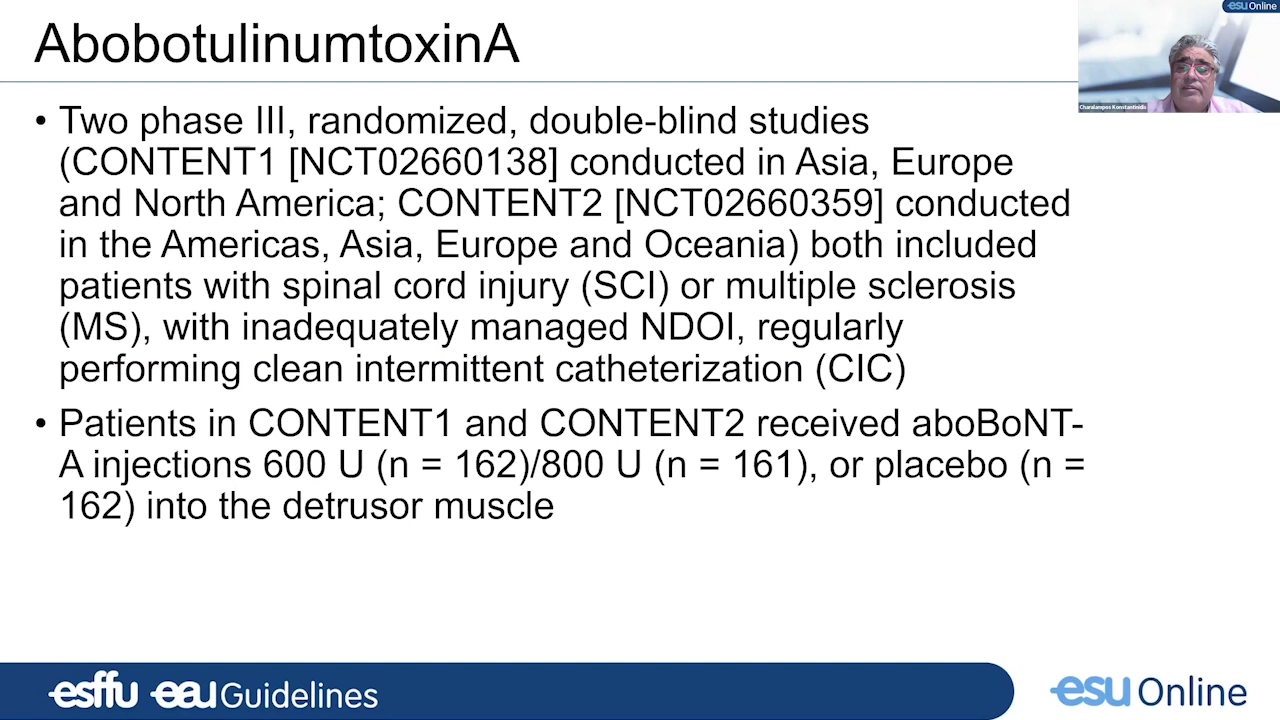 AbobotulinumtoxinA
esu Online
Charalampos Konstantinidis
• Two phase III, randomized, double-blind studies
(CONTENT1 [NCT02660138] conducted in Asia, Europe
and North America; CONTENT2 [NCT02660359] conducted
in the Americas, Asia, Europe and Oceania) both included
patients with spinal cord injury (SCI) or multiple sclerosis
(MS), with inadequately managed NDOI, regularly
performing clean intermittent catheterization (CIC)
• Patients in CONTENT1 and CONTENT2 received aboBoNT-
A injections 600 U (n = 162)/800 U (n = 161), or placebo (n =
162) into the detrusor muscle
esffu eau Guidelines
esu Online